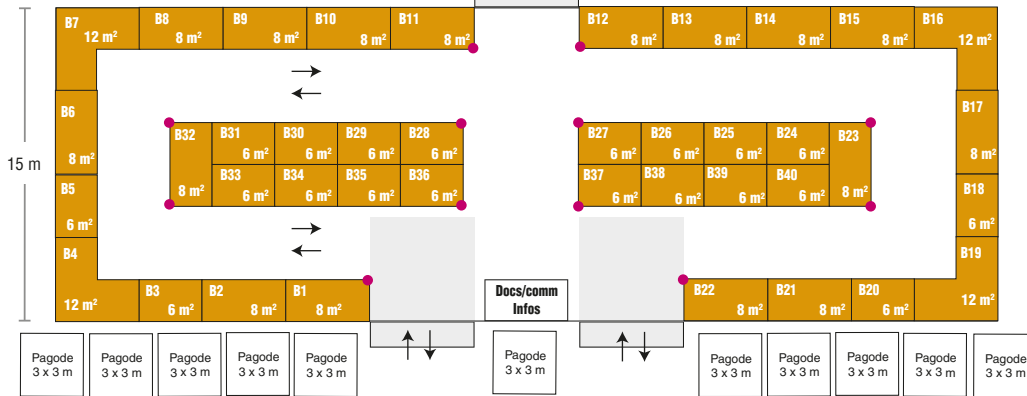 B7
12 m²
B8
8 m²
B9
8 m²
B10
8 m²
B11
8 m²
B12
8 m²
B13
8 m²
B14
8 m²
B15
8 m²
B16
12 m²
B6
8 m²
B17
8 m²
15 m
B32
8 m²
B31
6 m²
B30
6 m²
B29
6 m²
B28
6 m²
B27
6 m²
B26
6 m²
B25
6 m²
B24
6 m²
B23
8 m²
B33
6 m²
B34
6 m²
B35
6 m²
B36
6 m²
B37
6 m²
B38
6 m²
B39
6 m²
B40
6 m²
B5
6 m²
B18
6 m²
B4
12 m²
B19
12 m²
B3
6 m²
B2
8 m²
B1
8 m²
Docs/comm
Infos
B22
8 m²
B21
8 m²
B20
6 m²
Pagode
3 x 3 m
Pagode
3 x 3 m
Pagode
3 x 3 m
Pagode
3 x 3 m
Pagode
3 x 3 m
Pagode
3 x 3 m
Pagode
3 x 3 m
Pagode
3 x 3 m
Pagode
3 x 3 m
Pagode
3 x 3 m
Pagode
3 x 3 m